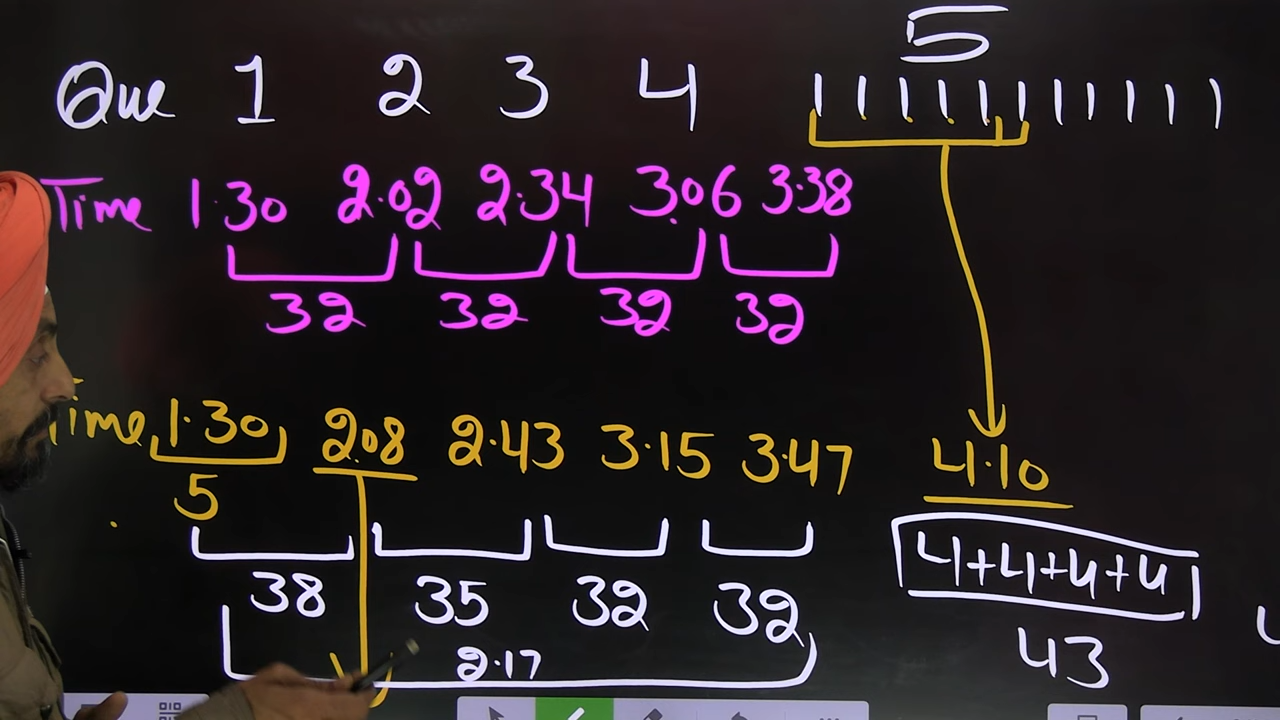 5
Que 1 2 3 4
Time 1.30 2.02 2.34 3.06 3.38
32 32 32 32
Time 1.30 2.08 2.43 3.15 3.47 4.10
5
4+4+4+4
38 35 32 32 43
2.17